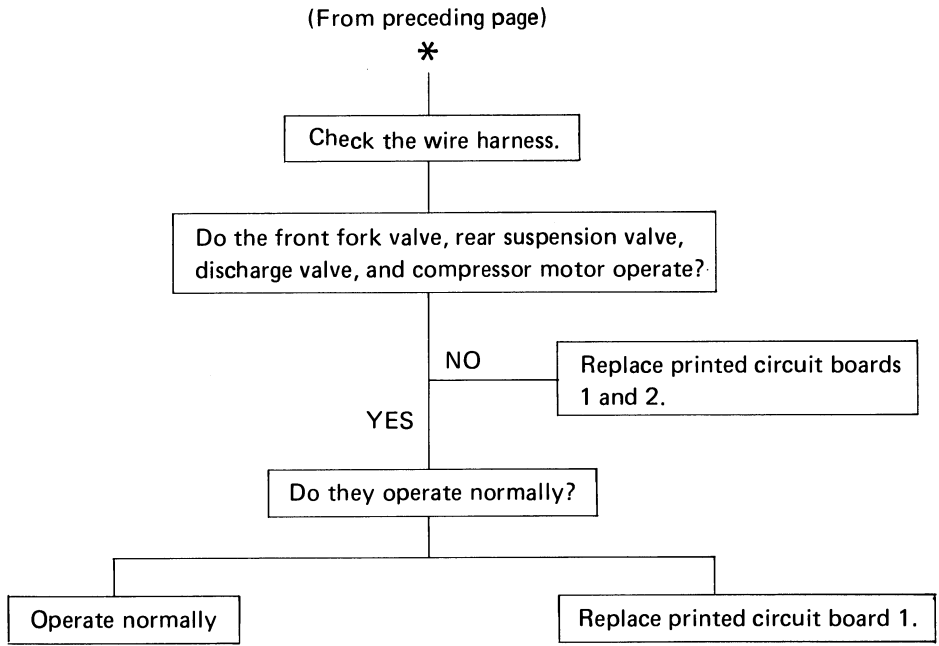 (From preceding page)
*
Check the wire harness.
Do the front fork valve, rear suspension valve,
discharge valve, and compressor motor operate?
NO
Replace printed circuit boards
1 and 2.
YES
Do they operate normally?
Operate normally
Replace printed circuit board 1.